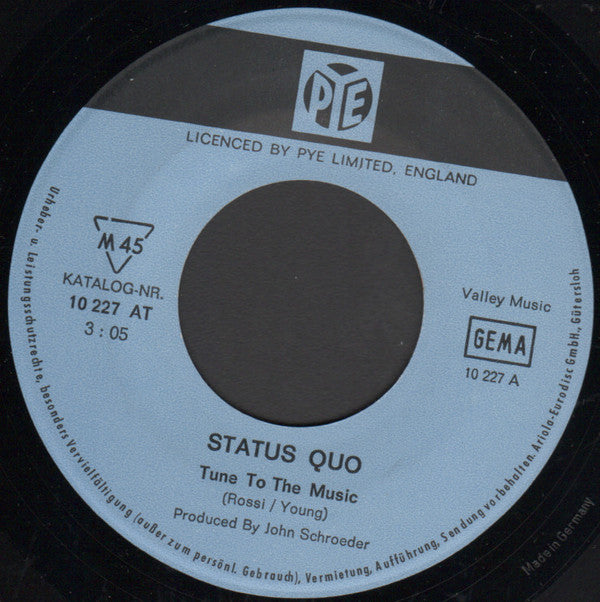 PYE
LICENCED BY PYE LIMITED, ENGLAND
M 45
KATALOG-NR.
10 227 AT
3 : 05
Valley Music
GEMA
10 227 A
STATUS QUO
Tune To The Music
(Rossi / Young)
Produced By John Schroeder
Urheber- u. Leistungsschutzrechte, besonders Vervielfältigung (außer zum persönl. Gebrauch), Vermietung, Aufführung, Sendung vorbehalten. Ariola-Eurodisc GmbH., Gütersloh
Made in Germany